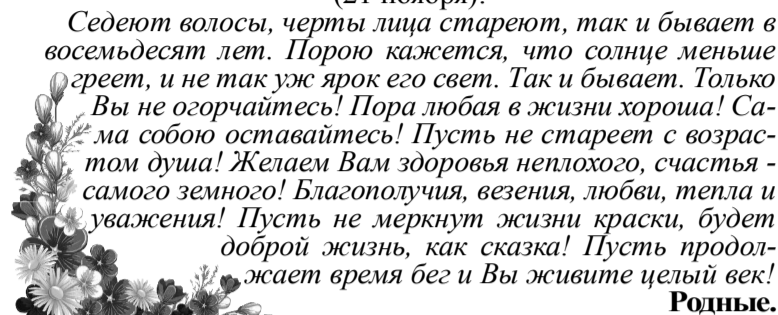 (21 ноября).
Седеют волосы, черты лица стареют, так и бывает в
восемьдесят лет. Порою кажется, что солнце меньше
греет, и не так уж ярок его свет. Так и бывает. Только
Вы не огорчайтесь! Пора любая в жизни хороша! Са-
ма собою оставайтесь! Пусть не стареет с возрас-
том душа! Желаем Вам здоровья неплохого, счастья -
самого земного! Благополучия, везения, любви, тепла и
уважения! Пусть не меркнут жизни краски, будет
доброй жизнь, как сказка! Пусть продол-
жает время бег и Вы живите целый век!
Родные.